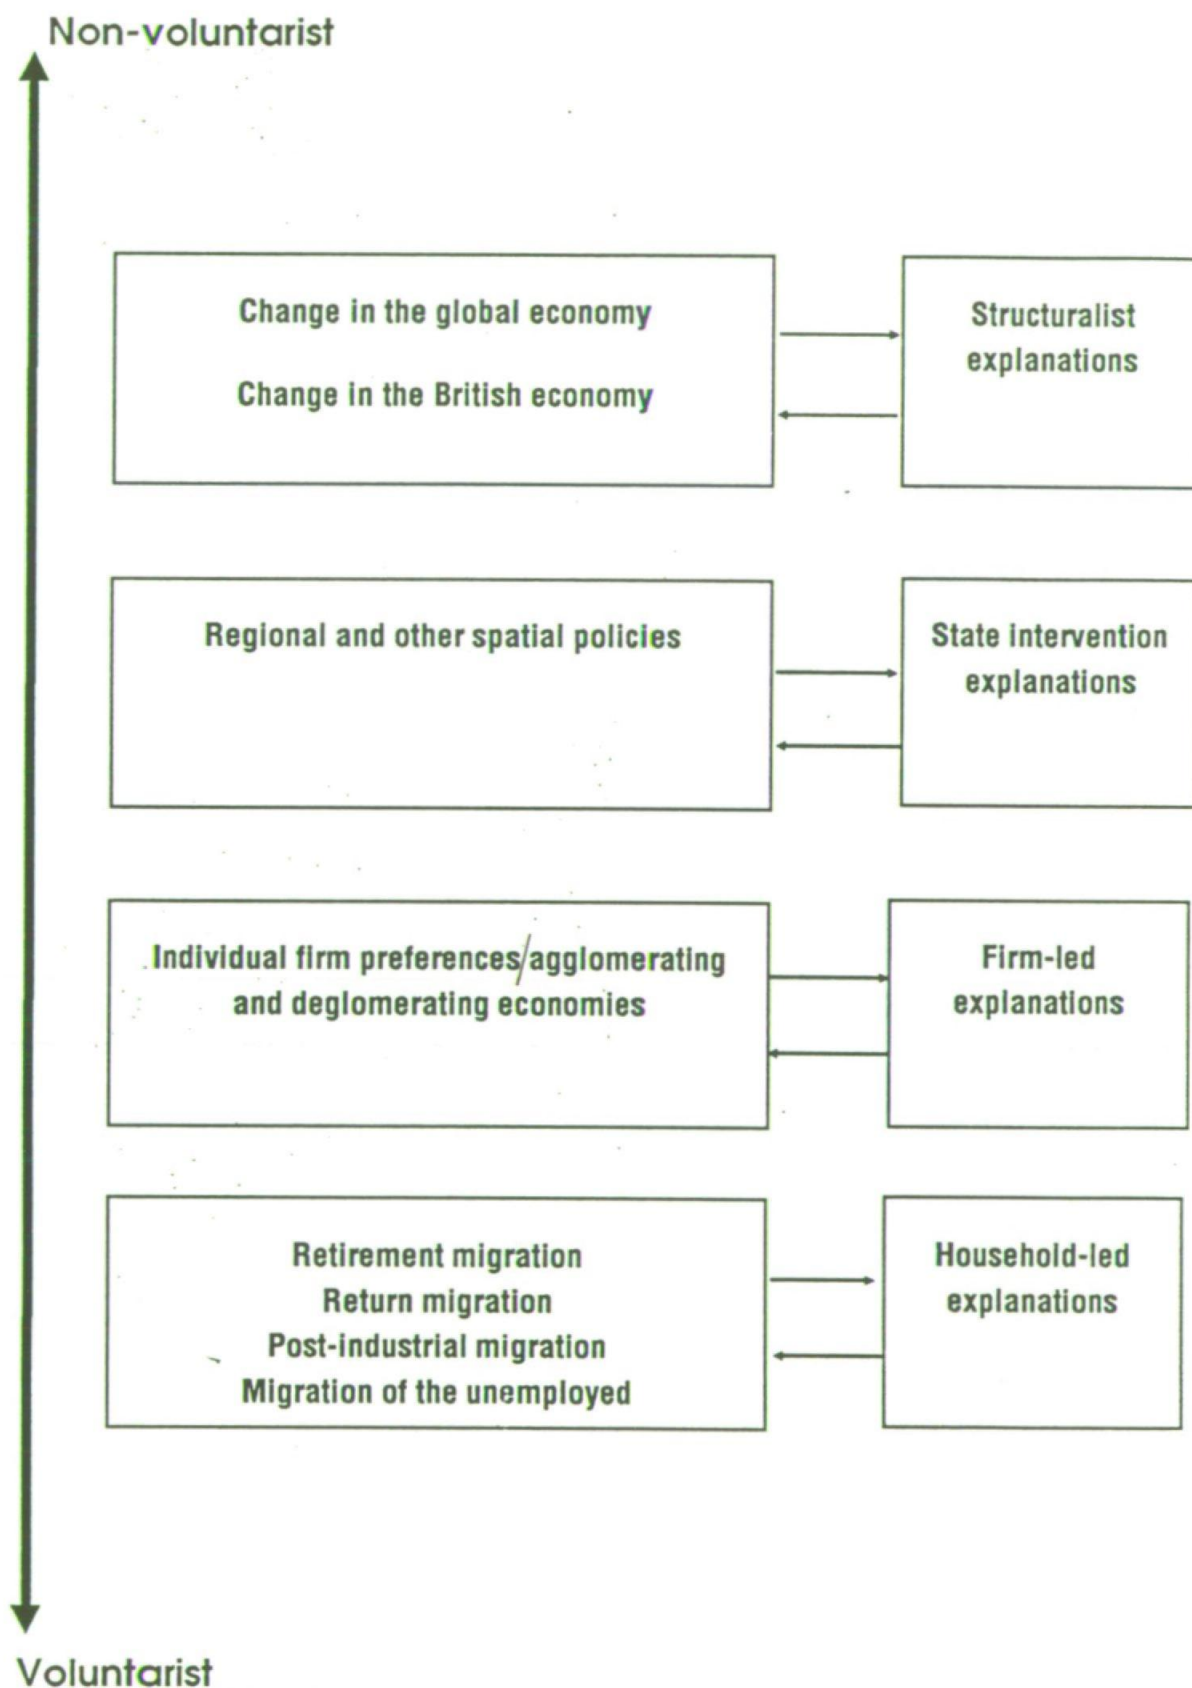 Non-voluntarist
Change in the global economy
Change in the British economy
Structuralist
explanations
Regional and other spatial policies
State intervention
explanations
Individual firm preferences/agglomerating
and deglomerating economies
Firm-led
explanations
Retirement migration
Return migration
Post-industrial migration
Migration of the unemployed
Household-led
explanations
Voluntarist